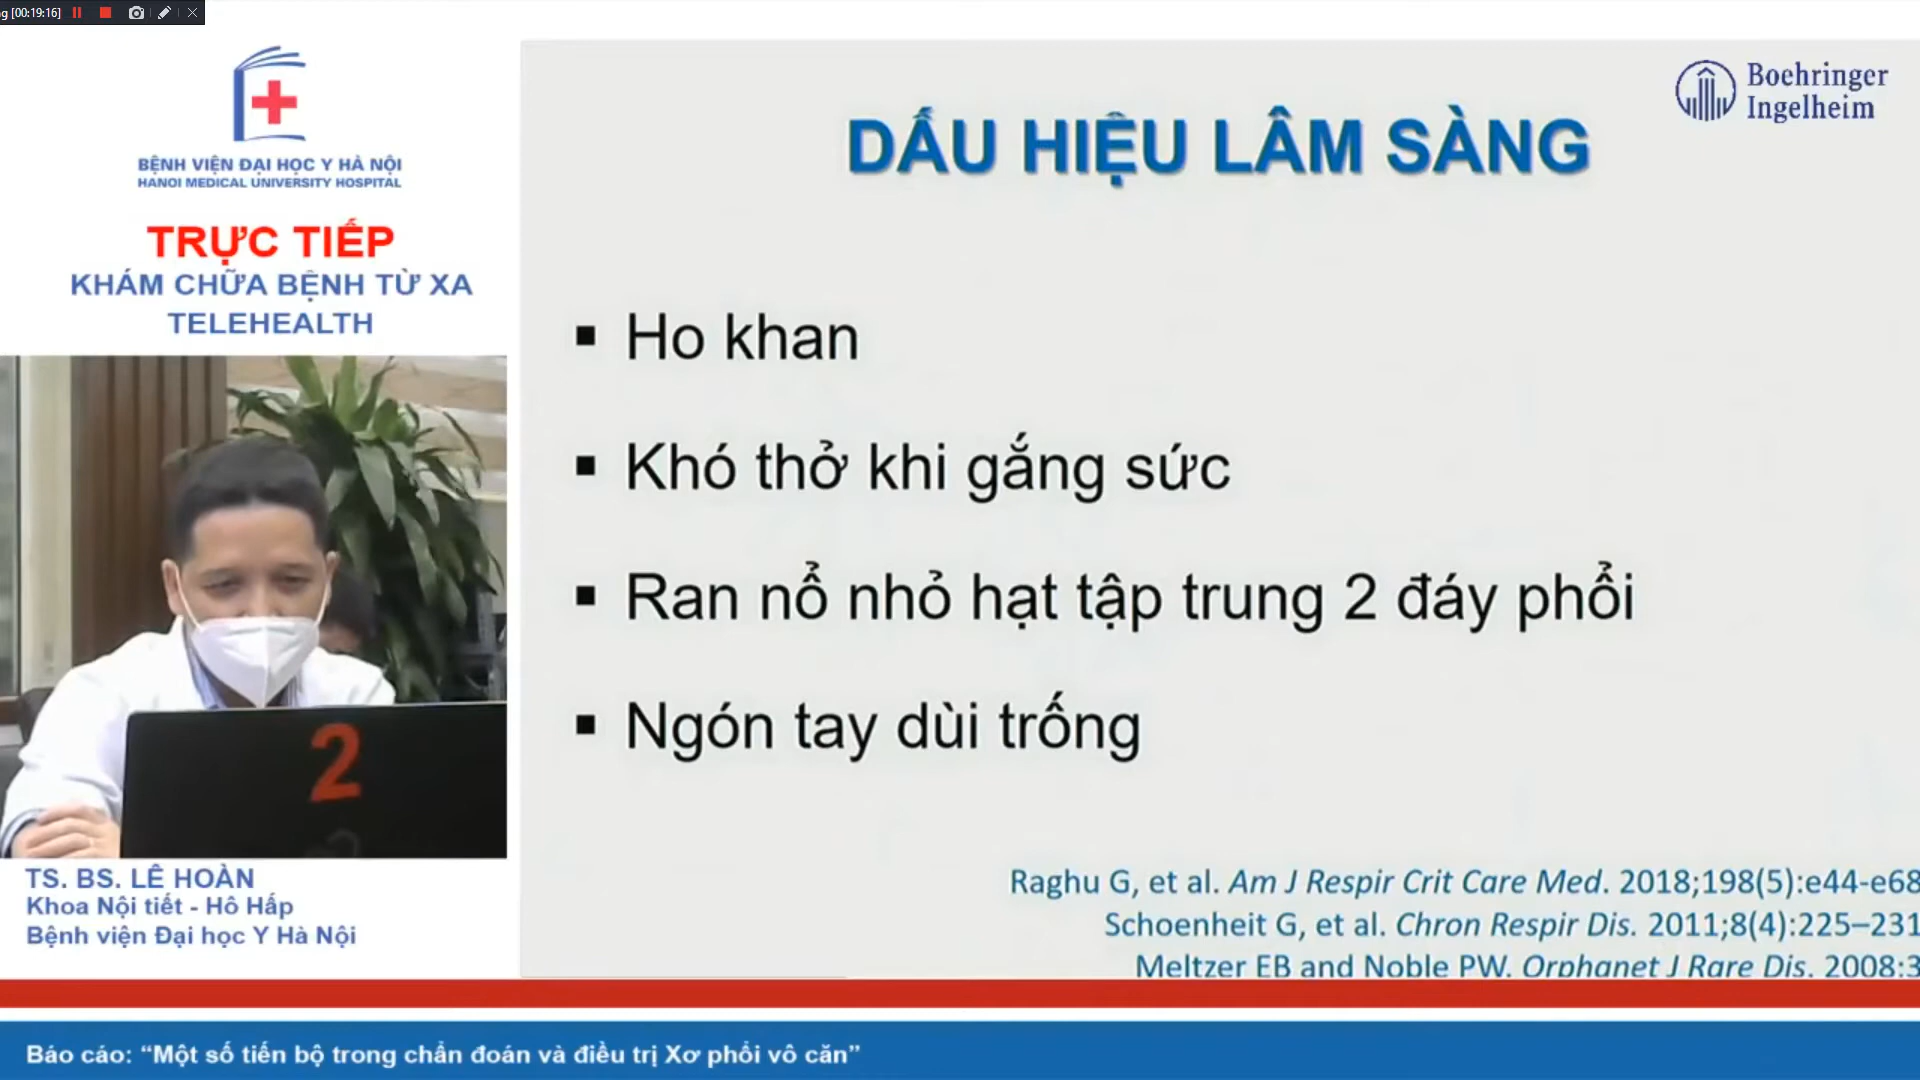 g [00:19:16]
BỆNH VIỆN ĐẠI HỌC Y HÀ NỘI
HANOI MEDICAL UNIVERSITY HOSPITAL
TRỰC TIẾP
KHÁM CHỮA BỆNH TỪ XA
TELEHEALTH
2
TS. BS. LÊ HOÀN
Khoa Nội tiết - Hô Hấp
Bệnh viện Đại học Y Hà Nội
Boehringer
Ingelheim
DẤU HIỆU LÂM SÀNG
▪ Ho khan
▪ Khó thở khi gắng sức
▪ Ran nổ nhỏ hạt tập trung 2 đáy phổi
▪ Ngón tay dùi trống
Raghu G, et al. Am J Respir Crit Care Med. 2018;198(5):e44-e68
Schoenheit G, et al. Chron Respir Dis. 2011;8(4):225–231
Meltzer EB and Noble PW. Orphanet J Rare Dis. 2008:3
Báo cáo: “Một số tiến bộ trong chẩn đoán và điều trị Xơ phổi vô căn”